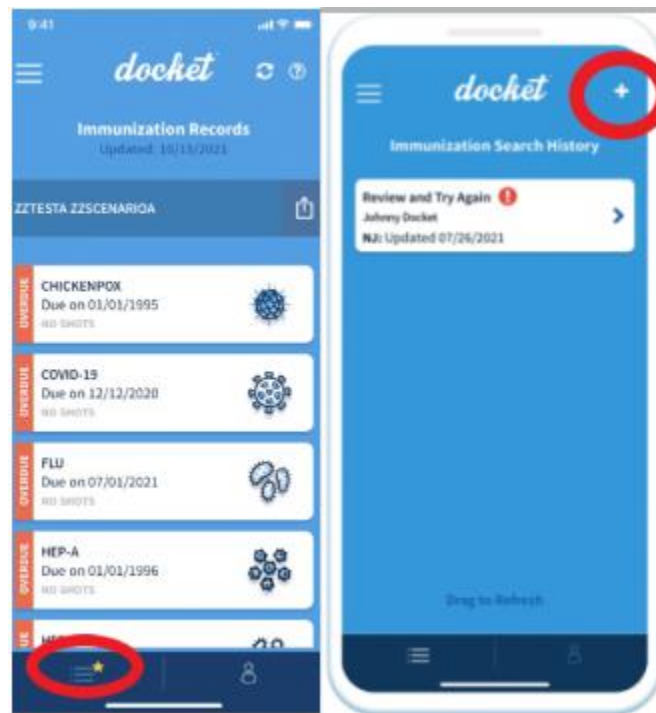 9:41
docket
Immunization Records
Updated: 10/13/2021
ZZTESTA ZZSCENARIOA
OVERDUE
CHICKENPOX
Due on 01/01/1995
NO SHOTS
OVERDUE
COVID-19
Due on 12/12/2020
NO SHOTS
OVERDUE
FLU
Due on 07/01/2021
NO SHOTS
OVERDUE
HEP-A
Due on 01/01/1996
NO SHOTS
docket
Immunization Search History
Review and Try Again
Johnny Docket
NJ: Updated 07/26/2021
Drag to Refresh